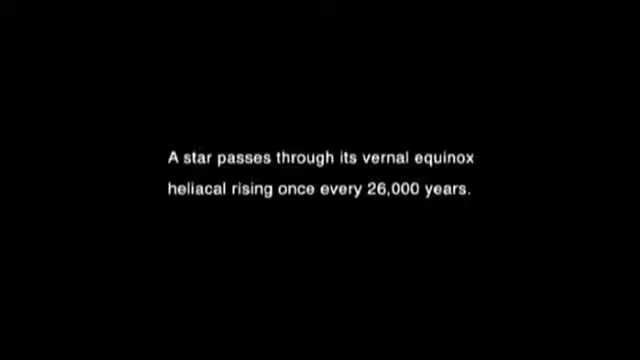 A star passes through its vernal equinox
heliacal rising once every 26,000 years.